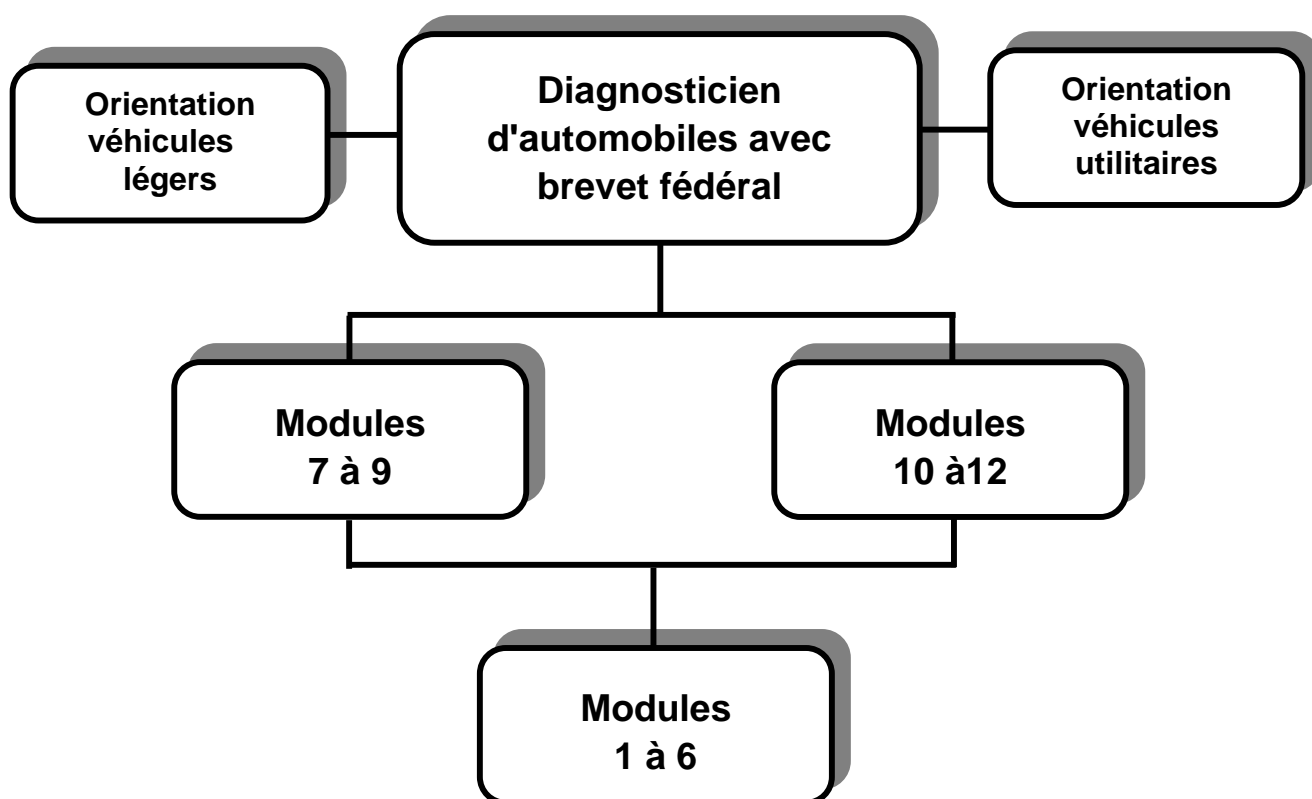 Orientation
véhicules
légers
Diagnosticien
d'automobiles avec
brevet fédéral
Orientation
véhicules
utilitaires
Modules
7 à 9
Modules
10 à12
Modules
1 à 6